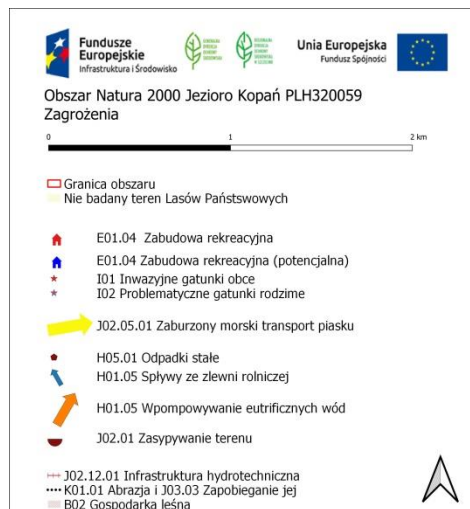 Fundusze
Europejskie
Infrastruktura i Środowisko
Unia Europejska
Fundusz Spójności
Obszar Natura 2000 Jezioro Kopań PLH320059
Zagrożenia
0 1 2 km
Granica obszaru
Nie badany teren Lasów Państswowych
E01.04 Zabudowa rekreacyjna
E01.04 Zabudowa rekreacyjna (potencjalna)
I01 Inwazyjne gatunki obce
I02 Problematyczne gatunki rodzime
J02.05.01 Zaburzony morski transport piasku
H05.01 Odpadki stałe
H01.05 Spływy ze zlewni rolniczej
H01.05 Wpompowywanie eutrificznych wód
J02.01 Zasypywanie terenu
J02.12.01 Infrastruktura hydrotechniczna
K01.01 Abrazja i J03.03 Zapobieganie jej
B02 Gospodarka leśna